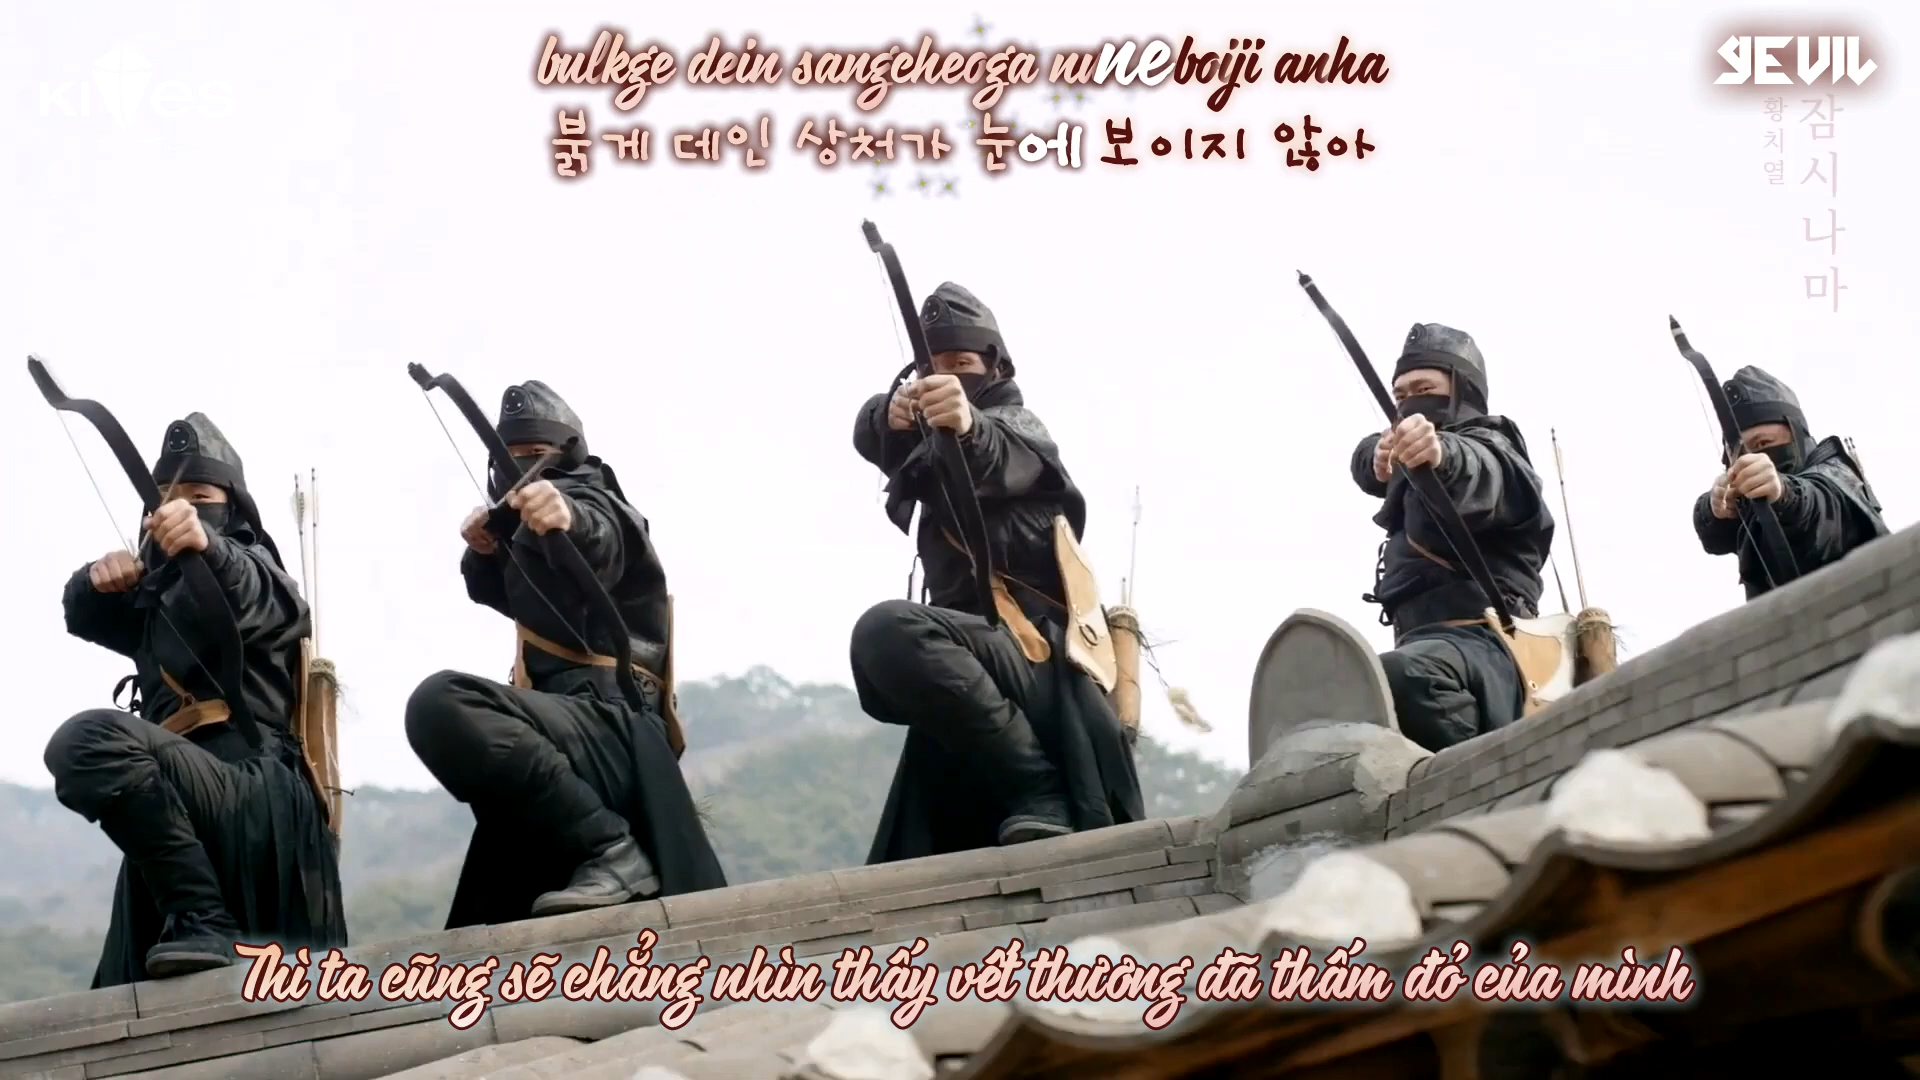 bulkge dein sangcheoga nune boiji anha
붉게 데인 상처가 눈에 보이지 않아
KITES
YEVIL
잠시나마
황치열
Thì ta cũng sẽ chẳng nhìn thấy vết thương đã thấm đỏ của mình